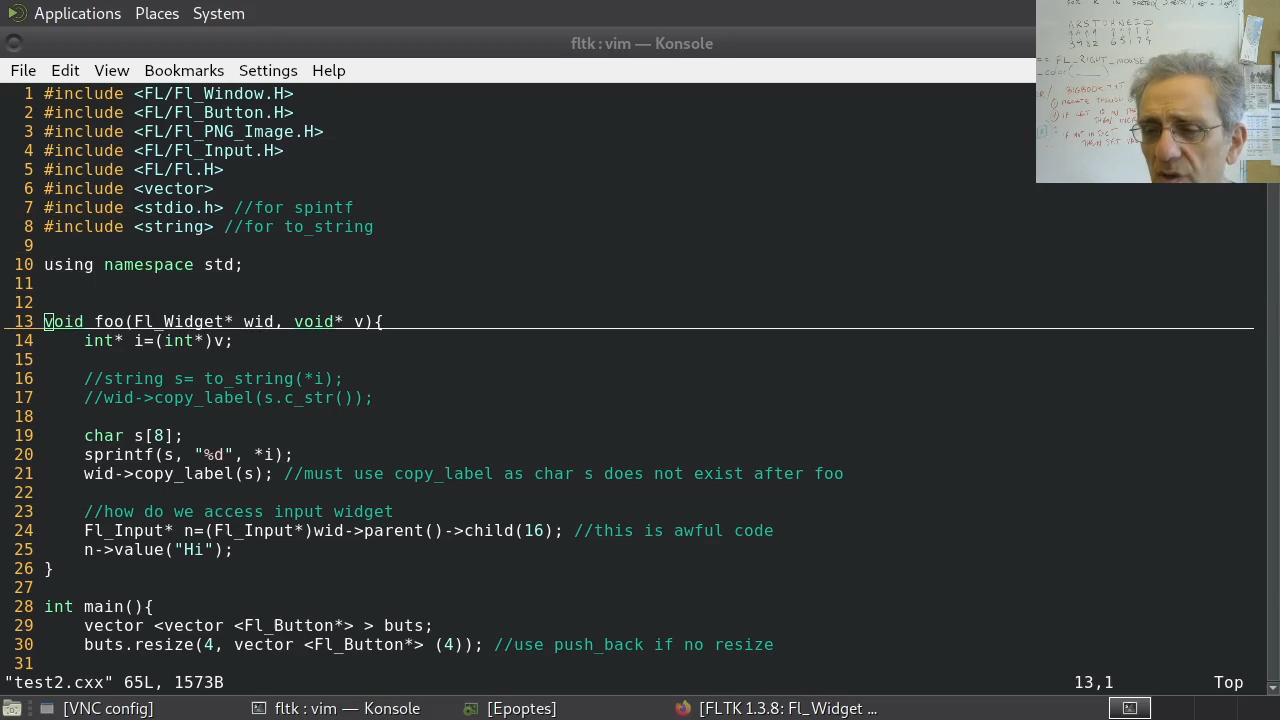 Applications Places System
fltk : vim — Konsole
File Edit View Bookmarks Settings Help
1 #include <FL/Fl_Window.H>
2 #include <FL/Fl_Button.H>
3 #include <FL/Fl_PNG_Image.H>
4 #include <FL/Fl_Input.H>
5 #include <FL/Fl.H>
6 #include <vector>
7 #include <stdio.h> //for spintf
8 #include <string> //for to_string
9
10 using namespace std;
11
12
13 void foo(Fl_Widget* wid, void* v){
14 int* i=(int*)v;
15
16 //string s= to_string(*i);
17 //wid->copy_label(s.c_str());
18
19 char s[8];
20 sprintf(s, "%d", *i);
21 wid->copy_label(s); //must use copy_label as char s does not exist after foo
22
23 //how do we access input widget
24 Fl_Input* n=(Fl_Input*)wid->parent()->child(16); //this is awful code
25 n->value("Hi");
26 }
27
28 int main(){
29 vector <vector <Fl_Button*> > buts;
30 buts.resize(4, vector <Fl_Button*> (4)); //use push_back if no resize
31
"test2.cxx" 65L, 1573B 13,1 Top
[VNC config] fltk : vim — Konsole [Epoptes] [FLTK 1.3.8: Fl_Widget ...
ARSTDHNEIO
== FL_RIGHT_MOUSE
_color(
BIGBOOK.TXT